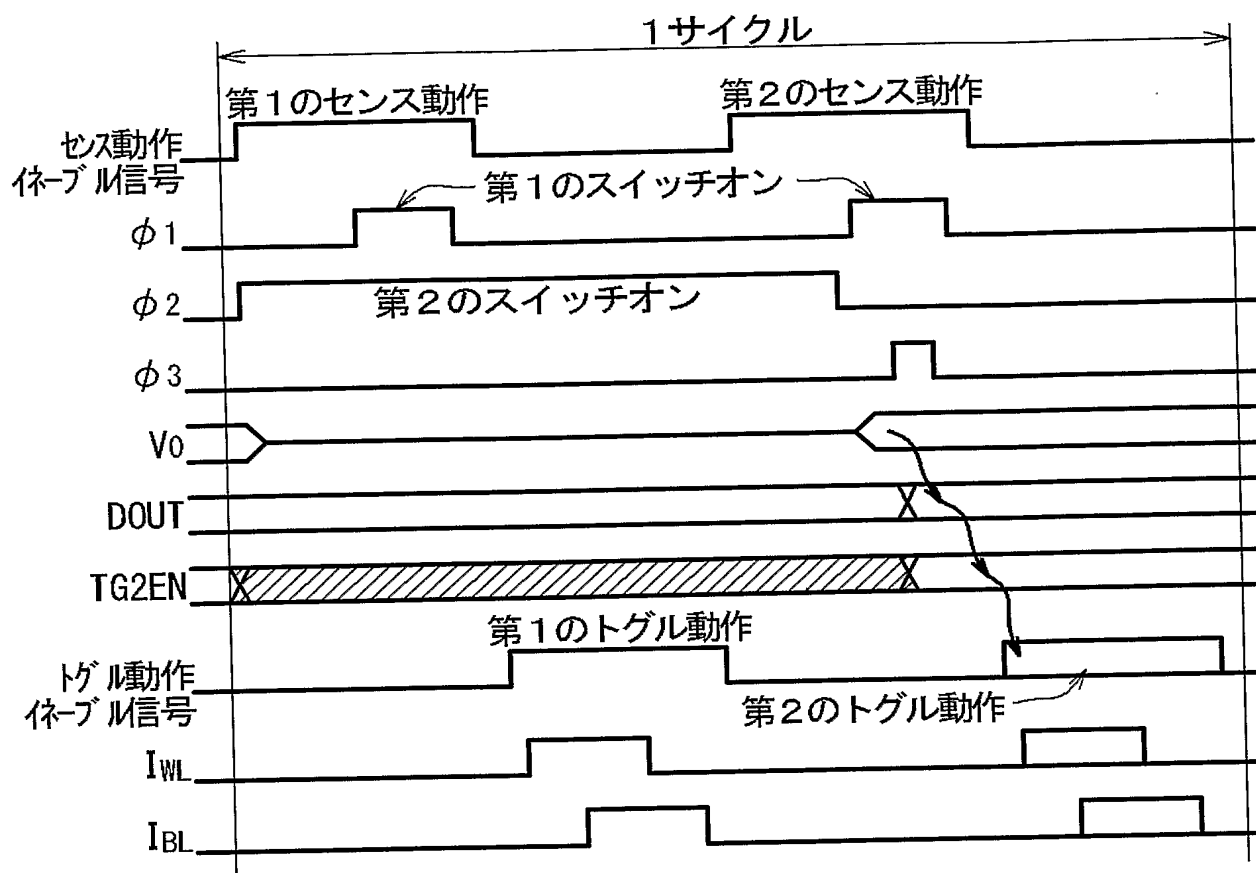 1サイクル
第1のセンス動作
第2のセンス動作
センス動作
イネーブル信号
第1のスイッチオン
φ1
第2のスイッチオン
φ2
φ3
V0
DOUT
TG2EN
第1のトグル動作
トグル動作
イネーブル信号
第2のトグル動作
IWL
IBL